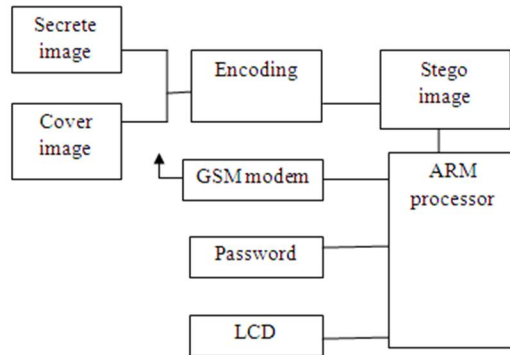 Secrete
image
Encoding
Stego
image
Cover
image
GSM modem
ARM
processor
Password
LCD